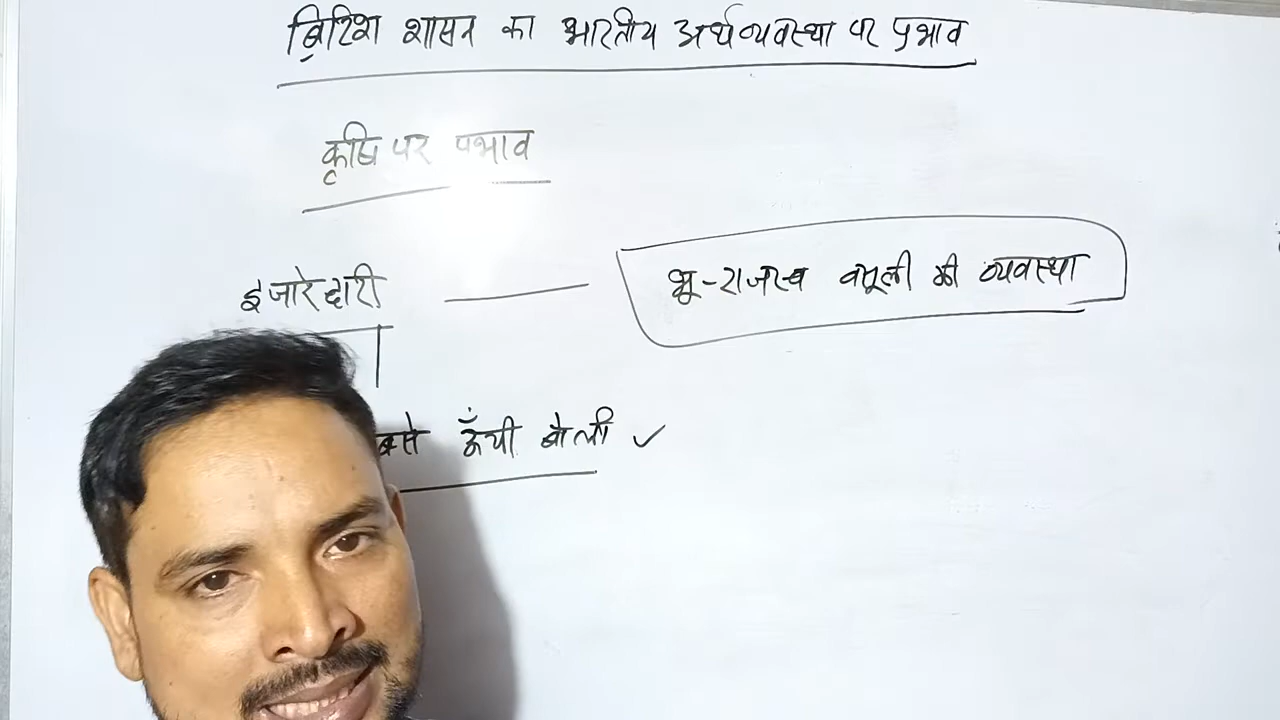 ब्रिटिश शासन का भारतीय अर्थव्यवस्था पर प्रभाव
कृषि पर प्रभाव
इजारेदारी — भू-राजस्व वसूली की व्यवस्था
ऊँची बोली ✓